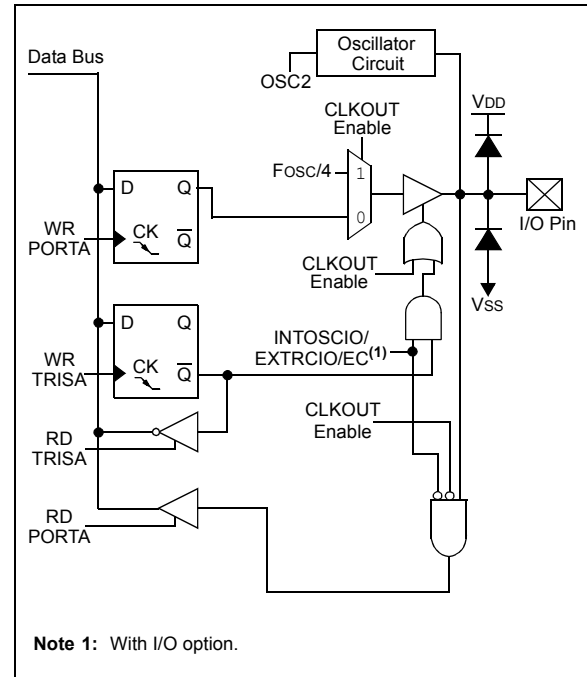 Oscillator
Circuit
Data Bus
OSC2
VDD
CLKOUT
Enable
FOSC/4
1
0
D
Q
CK
Q
WR
PORTA
I/O Pin
CLKOUT
Enable
VSS
D
Q
CK
Q
WR
TRISA
INTOSCIO/
EXTRCIO/EC(1)
CLKOUT
Enable
RD
TRISA
RD
PORTA
Note 1: With I/O option.